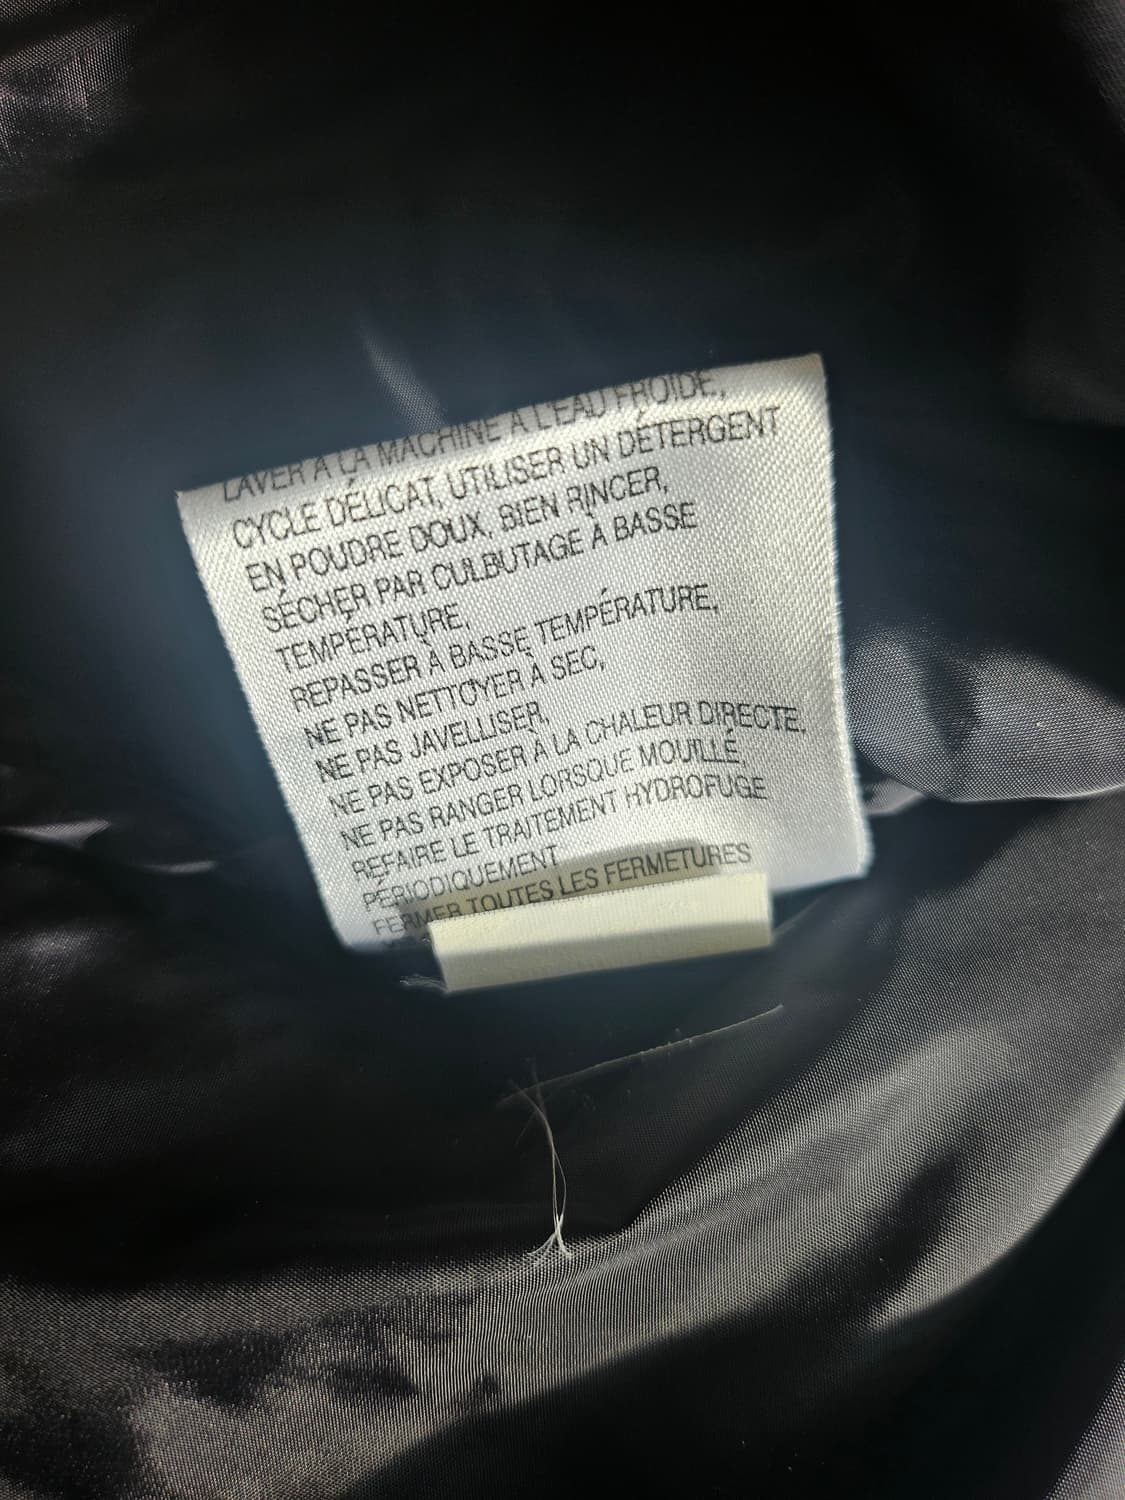 LAVER À LA MACHINE À L'EAU FROIDE,
CYCLE DÉLICAT, UTILISER UN DÉTERGENT
EN POUDRE DOUX, BIEN RINCER,
SÉCHER PAR CULBUTAGE À BASSE
TEMPÉRATURE,
REPASSER À BASSE TEMPÉRATURE,
NE PAS NETTOYER À SEC,
NE PAS JAVELLISER,
NE PAS EXPOSER À LA CHALEUR DIRECTE,
NE PAS RANGER LORSQUE MOUILLÉ,
REFAIRE LE TRAITEMENT HYDROFUGE
PÉRIODIQUEMENT
FERMER TOUTES LES FERMETURES